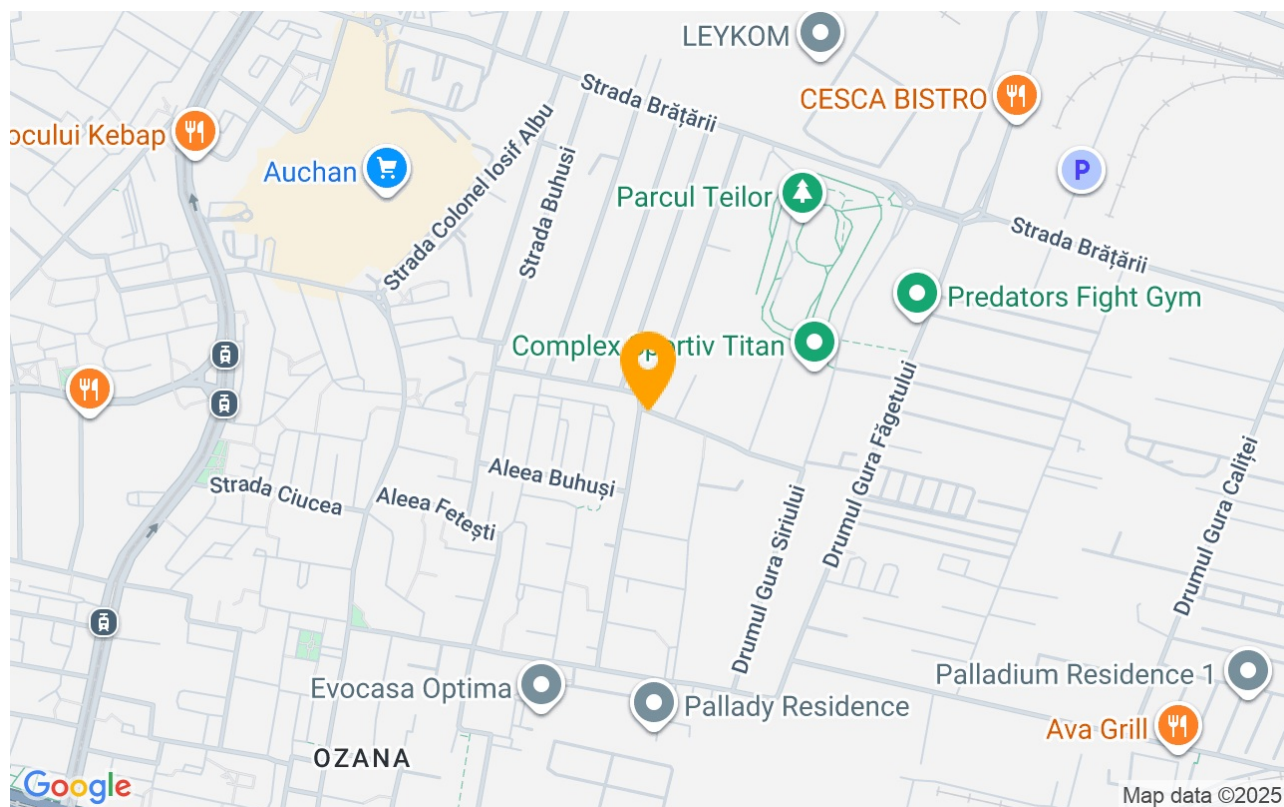 LEYKOM
Strada Brățării
CESCA BISTRO
ocului Kebap
Auchan
Strada Colonel Iosif Albu
Strada Buhusi
Parcul Teilor
P
Strada Brățării
Predators Fight Gym
Complex Sportiv Titan
Drumul Gura Făgetului
Aleea Buhuși
Strada Ciucea
Aleea Fetești
Drumul Gura Siriului
Drumul Gura Caliței
Evocasa Optima
Pallady Residence
Palladium Residence 1
Ava Grill
OZANA
Google
Map data ©2025